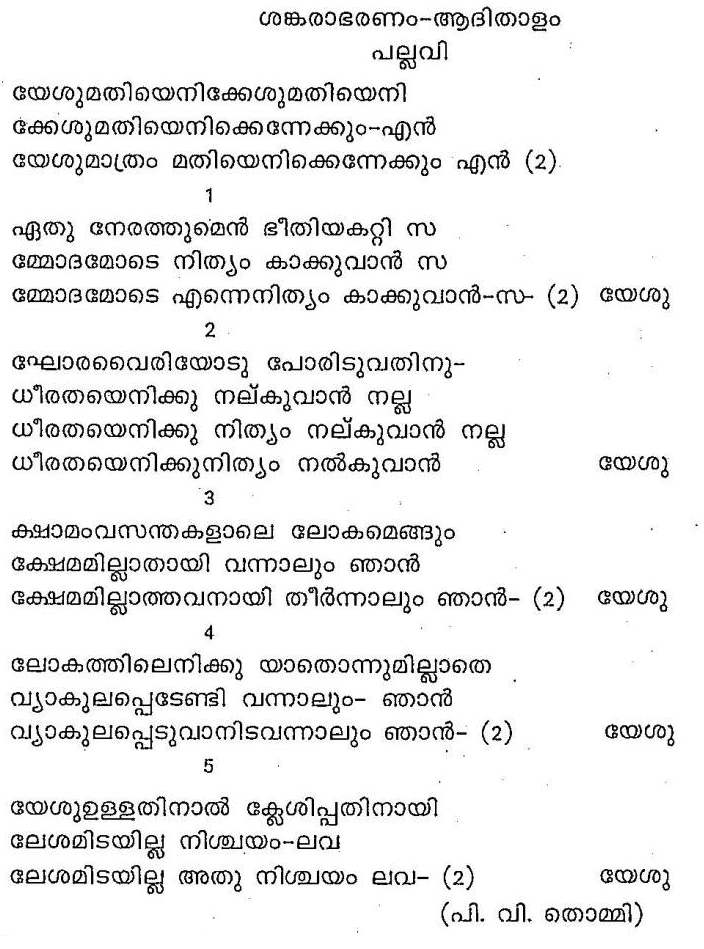 ശങ്കരാഭരണം-ആദിതാളം
പല്ലവി
യേശുമതിയെനിക്കേശുമതിയെനി
ക്കേശുമതിയെനിക്കെന്നേക്കും-എൻ
യേശുമാത്രം മതിയെനിക്കെന്നേക്കും എൻ (2)
1
ഏതു നേരത്തുമെൻ ഭീതിയകറ്റി സ
മ്മോദമോടെ നിത്യം കാക്കുവാൻ സ
മ്മോദമോടെ എന്നെനിത്യം കാക്കുവാൻ-സ- (2) യേശു
2
ഘോരവൈരിയോടു പോരിടുവതിനു-
ധീരതയെനിക്കു നല്കുവാൻ നല്ല
ധീരതയെനിക്കു നിത്യം നല്കുവാൻ നല്ല
ധീരതയെനിക്കുനിത്യം നൽകുവാൻ യേശു
3
ക്ഷാമംവസന്തകളാലെ ലോകമെങ്ങും
ക്ഷേമമില്ലാതായി വന്നാലും ഞാൻ
ക്ഷേമമില്ലാത്തവനായി തീർന്നാലും ഞാൻ- (2) യേശു
4
ലോകത്തിലെനിക്കു യാതൊന്നുമില്ലാതെ
വ്യാകുലപ്പെടേണ്ടി വന്നാലും- ഞാൻ
വ്യാകുലപ്പെടുവാനിടവന്നാലും ഞാൻ- (2) യേശു
5
യേശുഉള്ളതിനാൽ ക്ലേശിപ്പതിനായി
ലേശമിടയില്ല നിശ്ചയം-ലവ
ലേശമിടയില്ല അതു നിശ്ചയം ലവ- (2) യേശു
(പി. വി. തൊമ്മി)